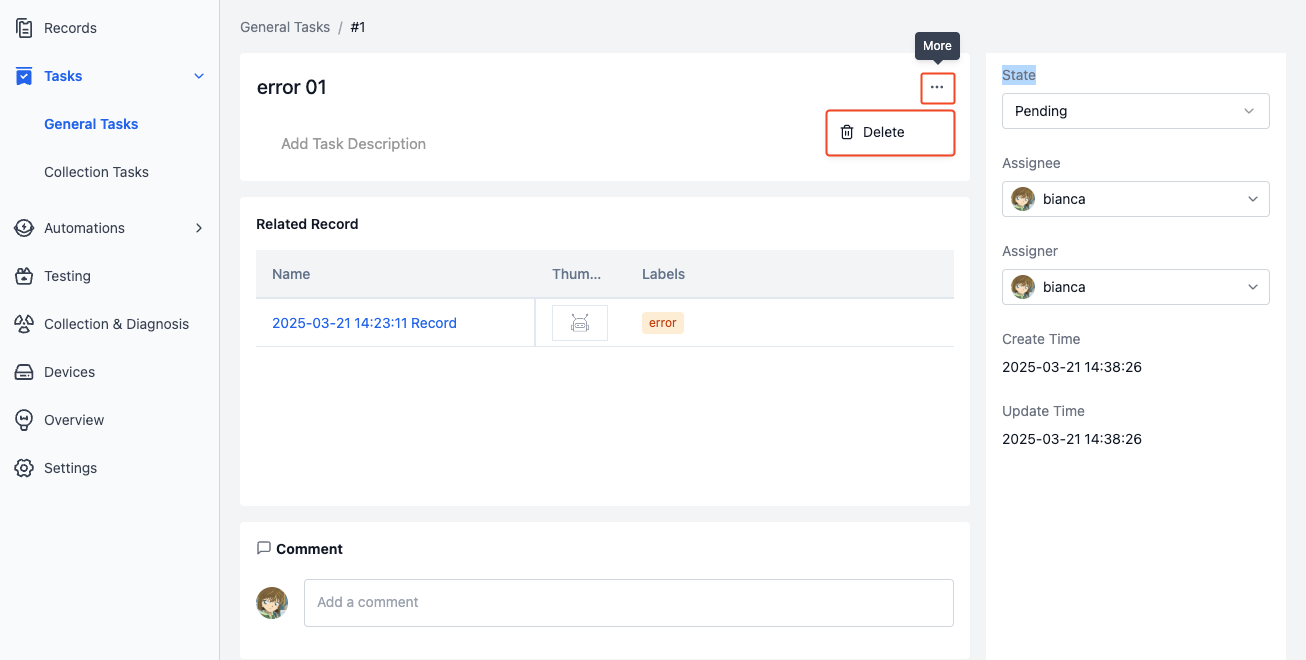 Records
Tasks
General Tasks
Collection Tasks
Automations
Testing
Collection & Diagnosis
Devices
Overview
Settings
General Tasks / #1
More
error 01
···
Delete
Add Task Description
Related Record
Name Thum... Labels
2025-03-21 14:23:11 Record error
Comment
Add a comment
State
Pending
Assignee
bianca
Assigner
bianca
Create Time
2025-03-21 14:38:26
Update Time
2025-03-21 14:38:26